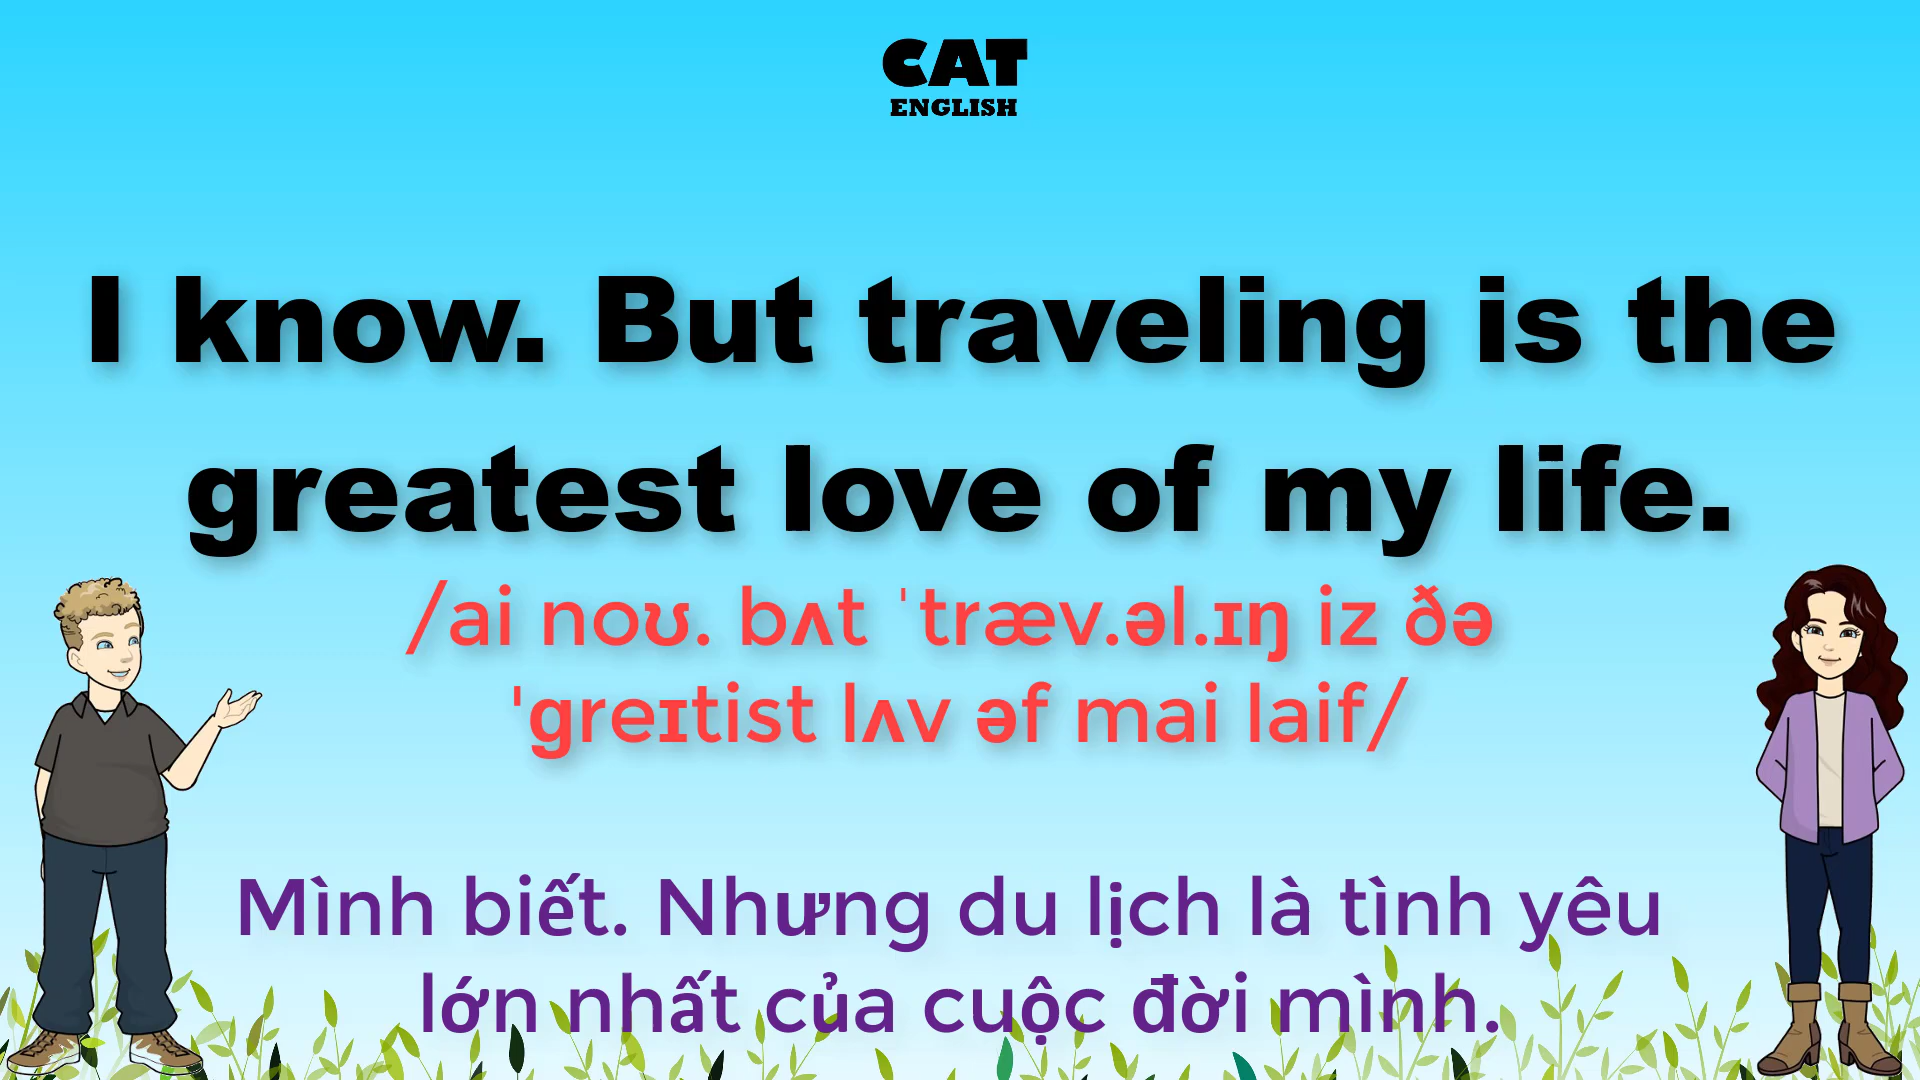 CAT
ENGLISH
I know. But traveling is the
greatest love of my life.
/ai noʊ. bʌt ˈtræv.əl.ɪŋ iz ðə
ˈɡreɪtist lʌv əf mai laif/
Mình biết. Nhưng du lịch là tình yêu
lớn nhất của cuộc đời mình.